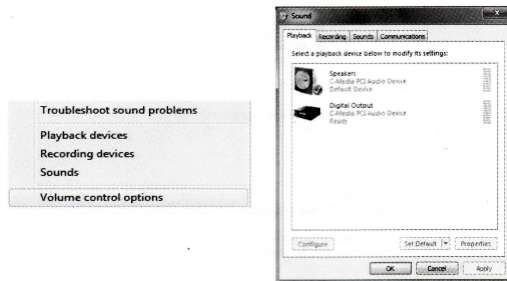 Troubleshoot sound problems
Playback devices
Recording devices
Sounds
Volume control options
Sound
Playback Recording Sounds Communications
Select a playback device below to modify its settings:
Speakers
C-Media PCI Audio Device
Default Device
Digital Output
C-Media PCI Audio Device
Ready
Configure Set Default Properties
OK Cancel Apply